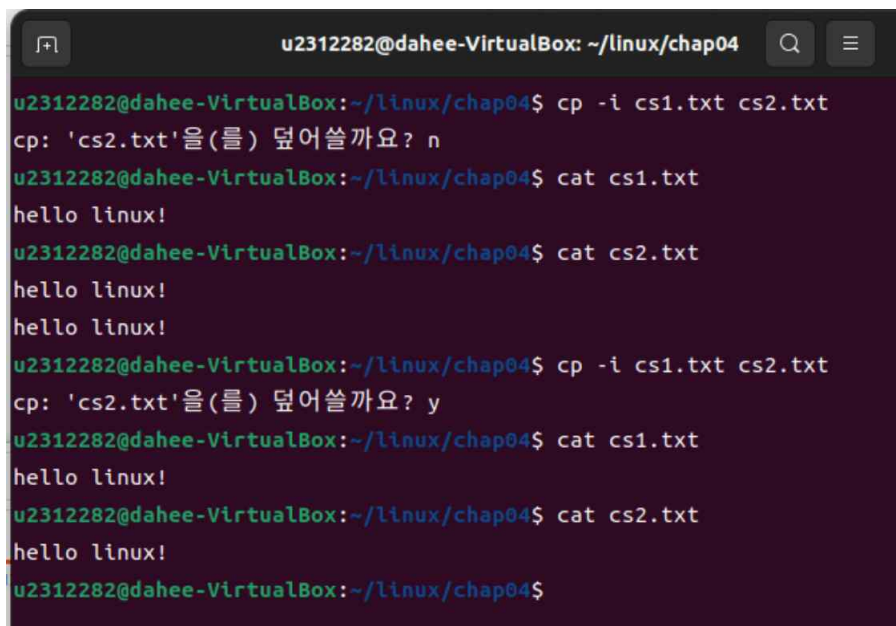 u2312282@dahee-VirtualBox: ~/linux/chap04
u2312282@dahee-VirtualBox:~/linux/chap04$ cp -i cs1.txt cs2.txt
cp: 'cs2.txt'을(를) 덮어쓸까요? n
u2312282@dahee-VirtualBox:~/linux/chap04$ cat cs1.txt
hello linux!
u2312282@dahee-VirtualBox:~/linux/chap04$ cat cs2.txt
hello linux!
hello linux!
u2312282@dahee-VirtualBox:~/linux/chap04$ cp -i cs1.txt cs2.txt
cp: 'cs2.txt'을(를) 덮어쓸까요? y
u2312282@dahee-VirtualBox:~/linux/chap04$ cat cs1.txt
hello linux!
u2312282@dahee-VirtualBox:~/linux/chap04$ cat cs2.txt
hello linux!
u2312282@dahee-VirtualBox:~/linux/chap04$